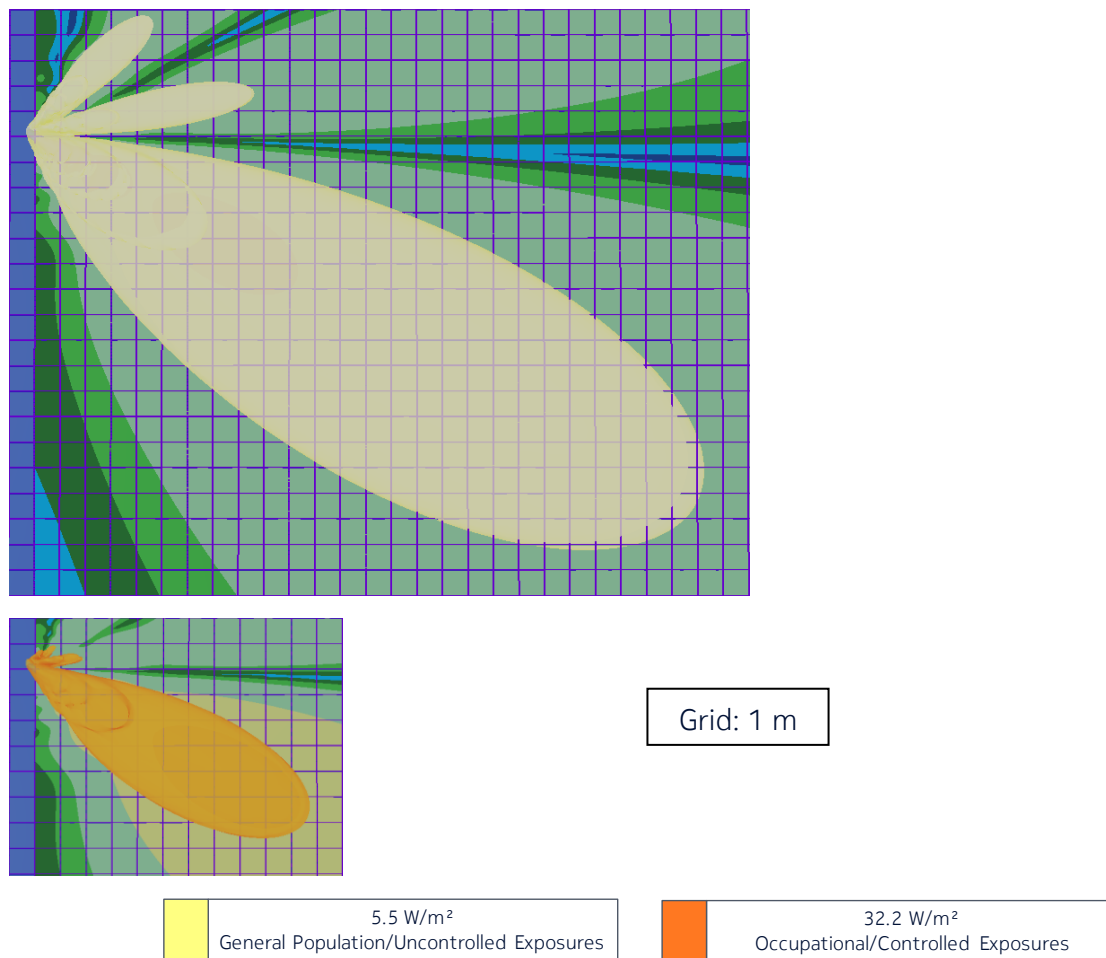 Grid: 1 m
5.5 W/m²
General Population/Uncontrolled Exposures
32.2 W/m²
Occupational/Controlled Exposures